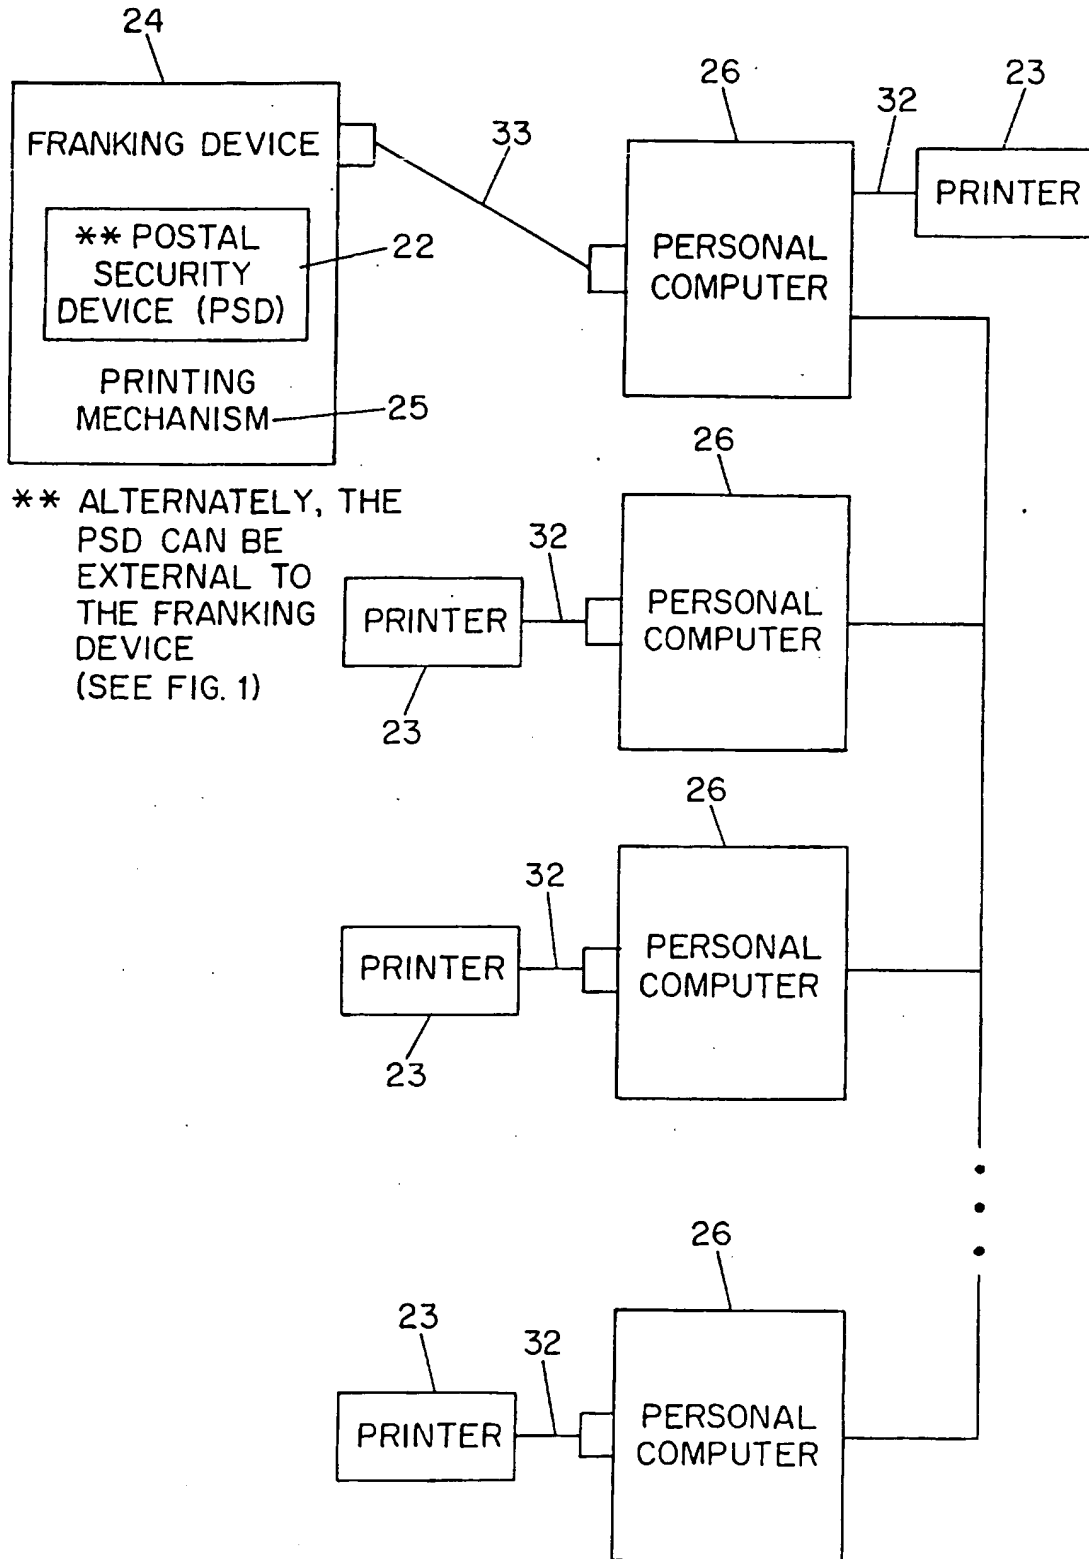 24
FRANKING DEVICE
** POSTAL
SECURITY
DEVICE (PSD)
22
PRINTING
MECHANISM
25
33
26
PERSONAL
COMPUTER
32
23
PRINTER
** ALTERNATELY, THE
PSD CAN BE
EXTERNAL TO
THE FRANKING
DEVICE
(SEE FIG. 1)
26
PERSONAL
COMPUTER
32
PRINTER
23
26
PERSONAL
COMPUTER
32
PRINTER
23
26
PERSONAL
COMPUTER
32
23
PRINTER